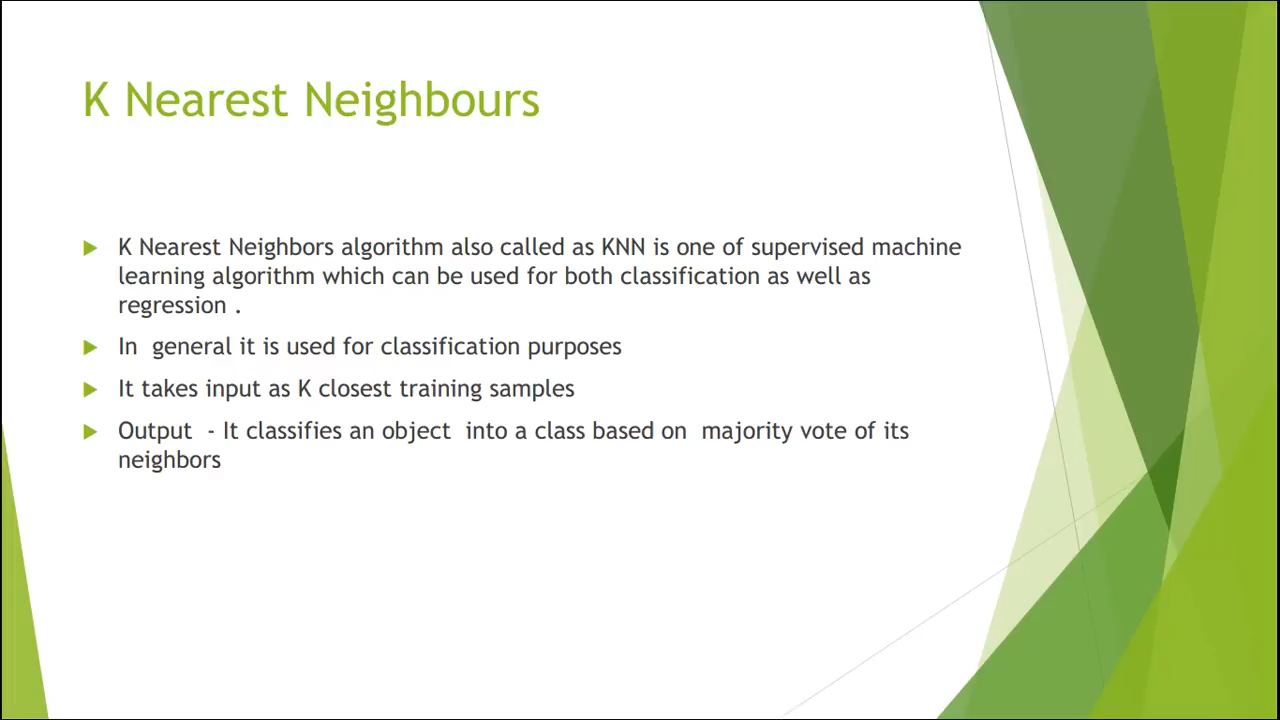 K Nearest Neighbours
K Nearest Neighbors algorithm also called as KNN is one of supervised machine
learning algorithm which can be used for both classification as well as
regression .
In  general it is used for classification purposes
It takes input as K closest training samples
Output  - It classifies an object  into a class based on  majority vote of its
neighbors